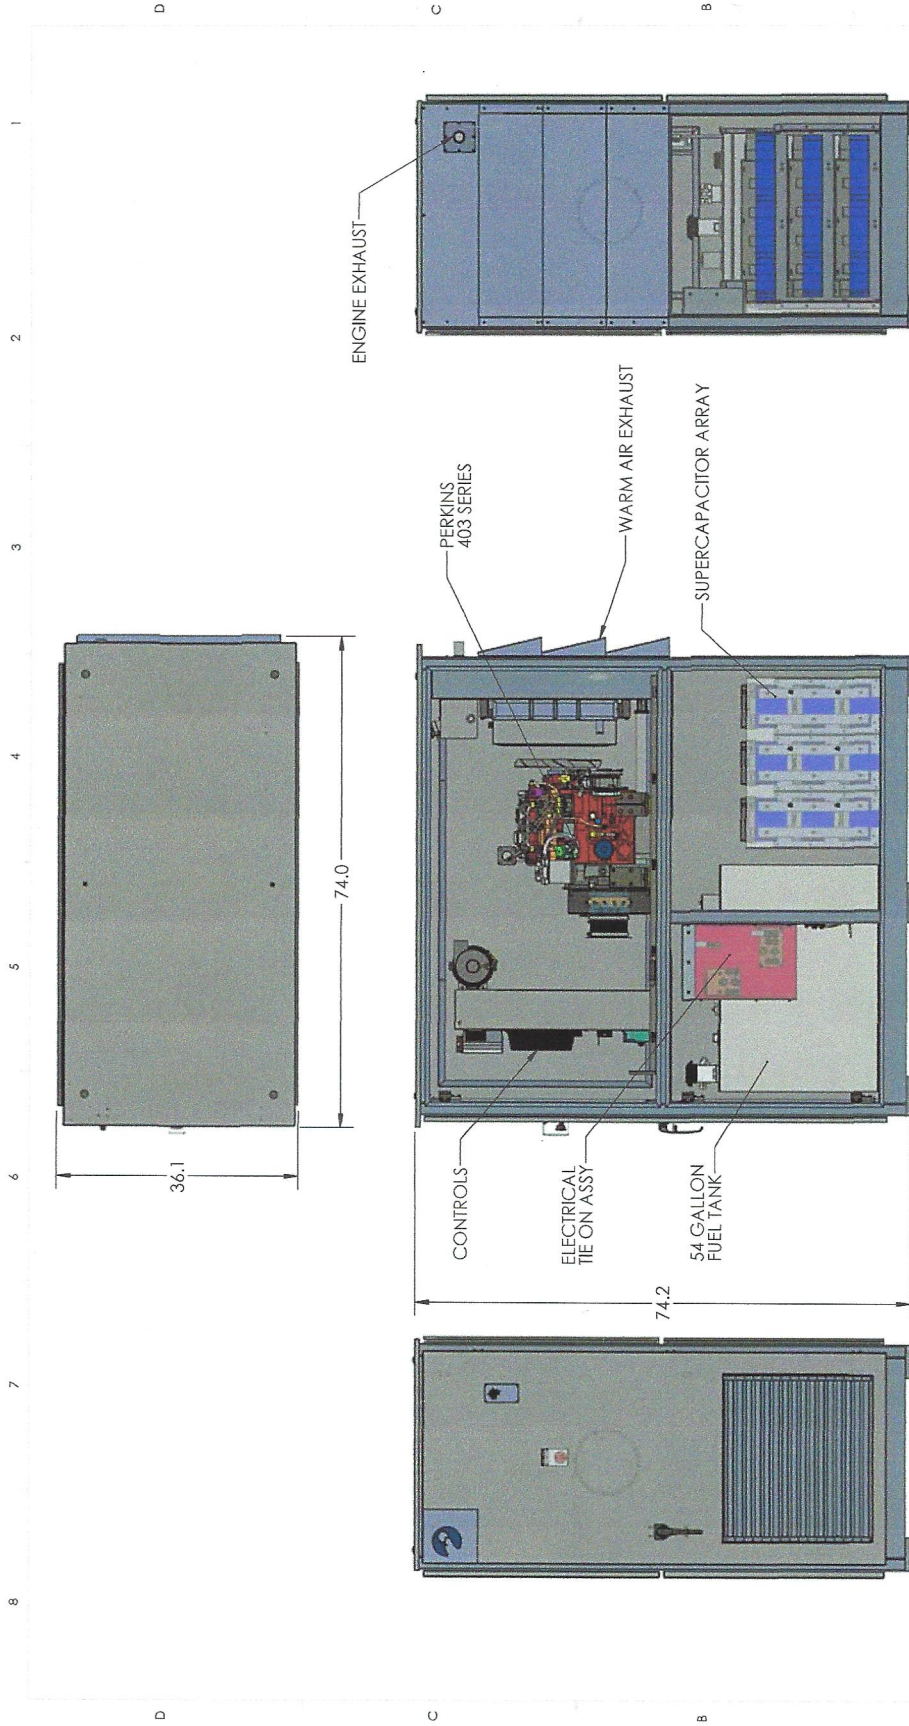 D
C
B
1
2
3
4
5
6
7
8
D
C
B
ENGINE EXHAUST
PERKINS
403 SERIES
WARM AIR EXHAUST
SUPERCAPACITOR ARRAY
74.0
36.1
CONTROLS
ELECTRICAL
TIE ON ASSY
54 GALLON
FUEL TANK
74.2